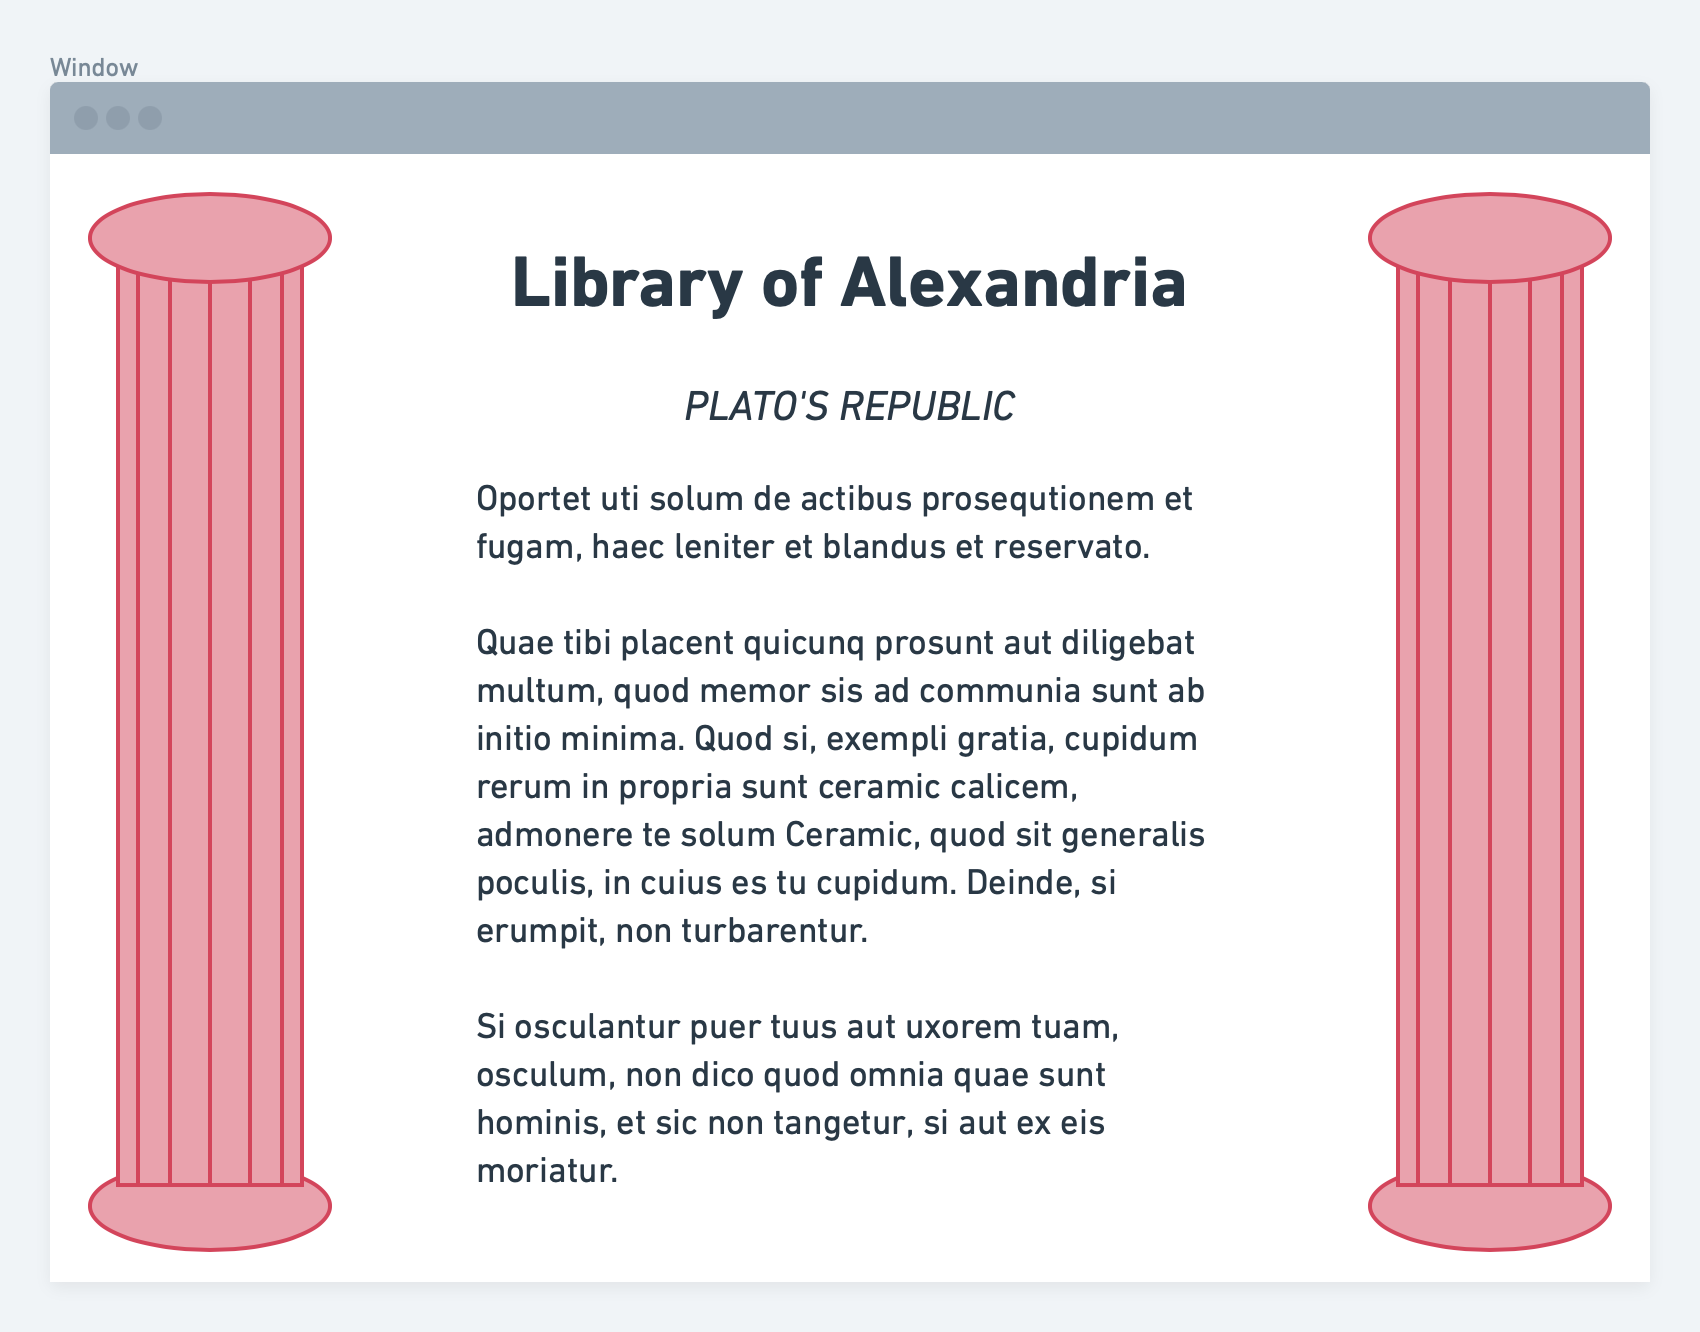 Window
Library of Alexandria
PLATO'S REPUBLIC
Oportet uti solum de actibus prosequtionem et
fugam, haec leniter et blandus et reservato.
Quae tibi placent quicunq prosunt aut diligebat
multum, quod memor sis ad communia sunt ab
initio minima. Quod si, exempli gratia, cupidum
rerum in propria sunt ceramic calicem,
admonere te solum Ceramic, quod sit generalis
poculis, in cuius es tu cupidum. Deinde, si
erumpit, non turbarentur.
Si osculantur puer tuus aut uxorem tuam,
osculum, non dico quod omnia quae sunt
hominis, et sic non tangetur, si aut ex eis
moriatur.